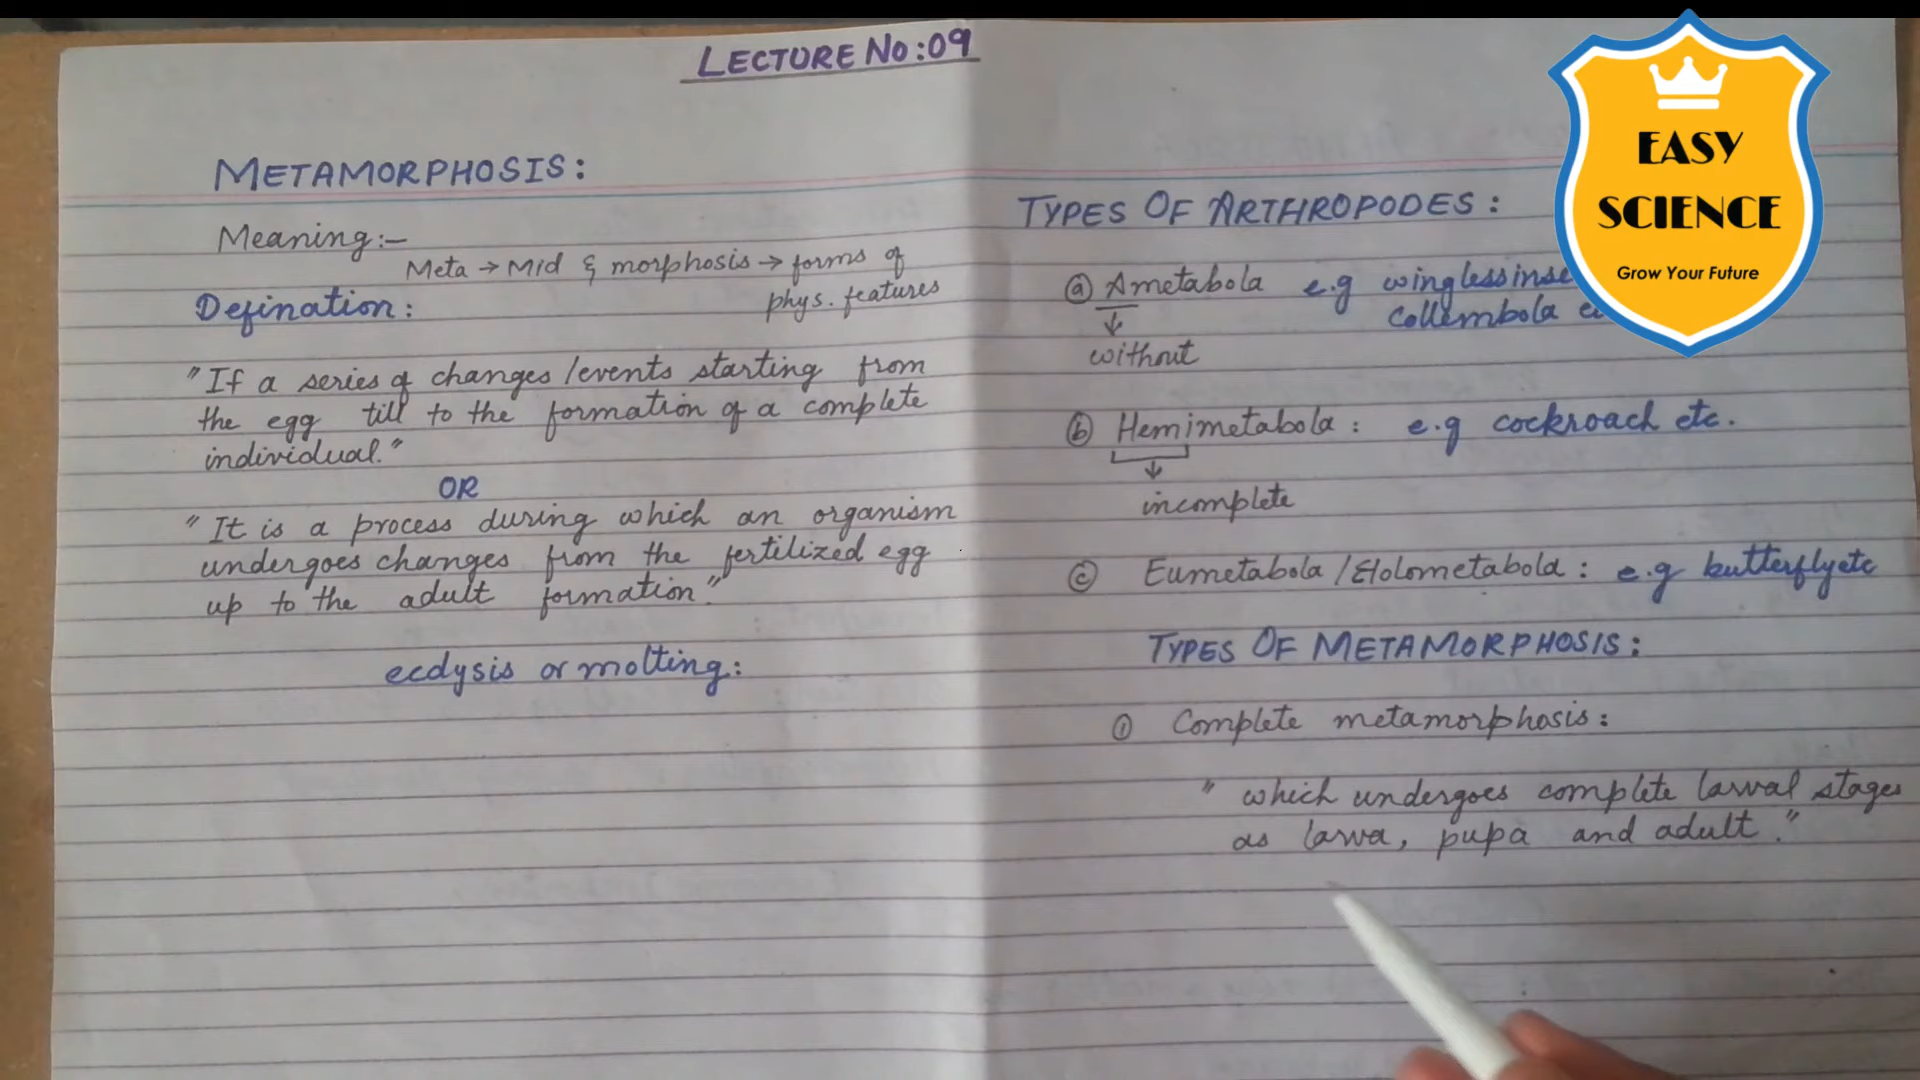 LECTURE No:09
METAMORPHOSIS:
Meaning:-
Meta → Mid & morphosis → forms of
phys. features
Defination:
"If a series of changes/events starting from
the egg till to the formation of a complete
individual."
OR
"It is a process during which an organism
undergoes changes from the fertilized egg
up to the adult formation"
ecdysis or molting:
TYPES OF ARTHROPODES:
(a) Ametabola e.g wingless inse
collembola
↓
without
(b) Hemimetabola: e.g cockroach etc.
↓
incomplete
(c) Eumetabola/Holometabola: e.g butterfly etc
TYPES OF METAMORPHOSIS:
① Complete metamorphosis:
"which undergoes complete larval stages
as larva, pupa and adult."
EASY
SCIENCE
Grow Your Future